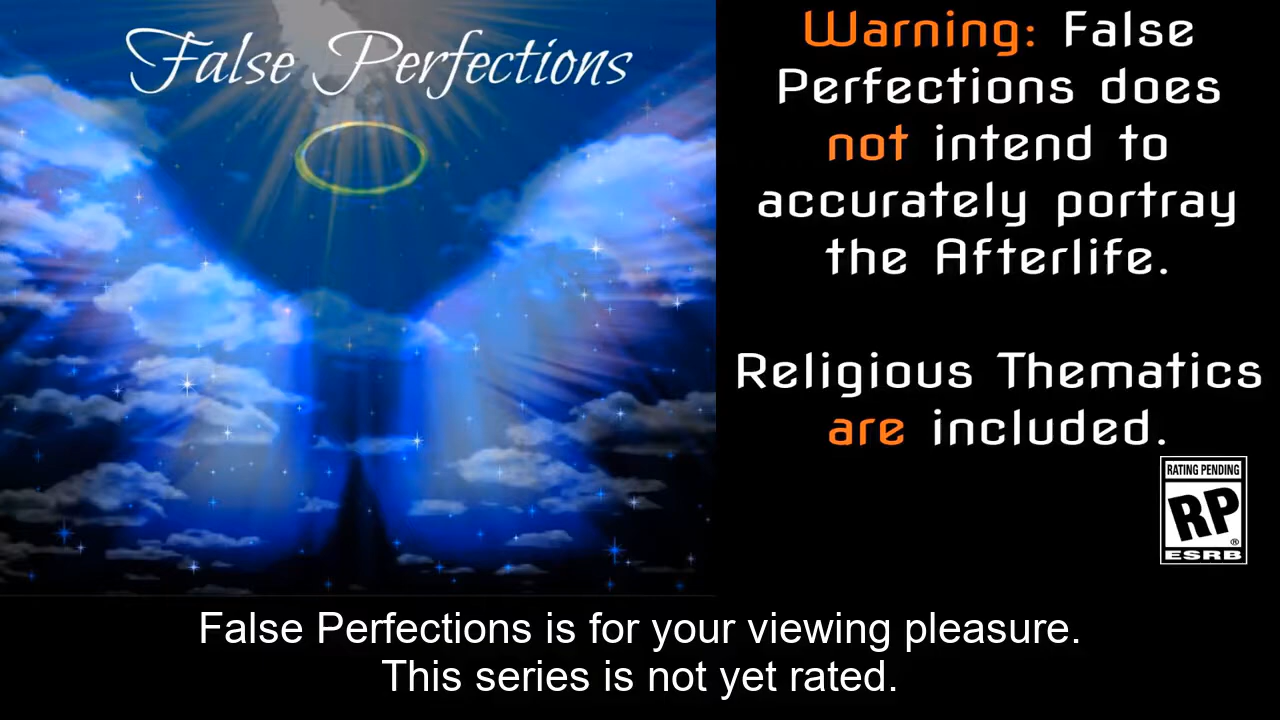 False Perfections
Warning: False
Perfections does
not intend to
accurately portray
the Afterlife.
Religious Thematics
are included.
RATING PENDING
RP
®
ESRB
False Perfections is for your viewing pleasure.
This series is not yet rated.